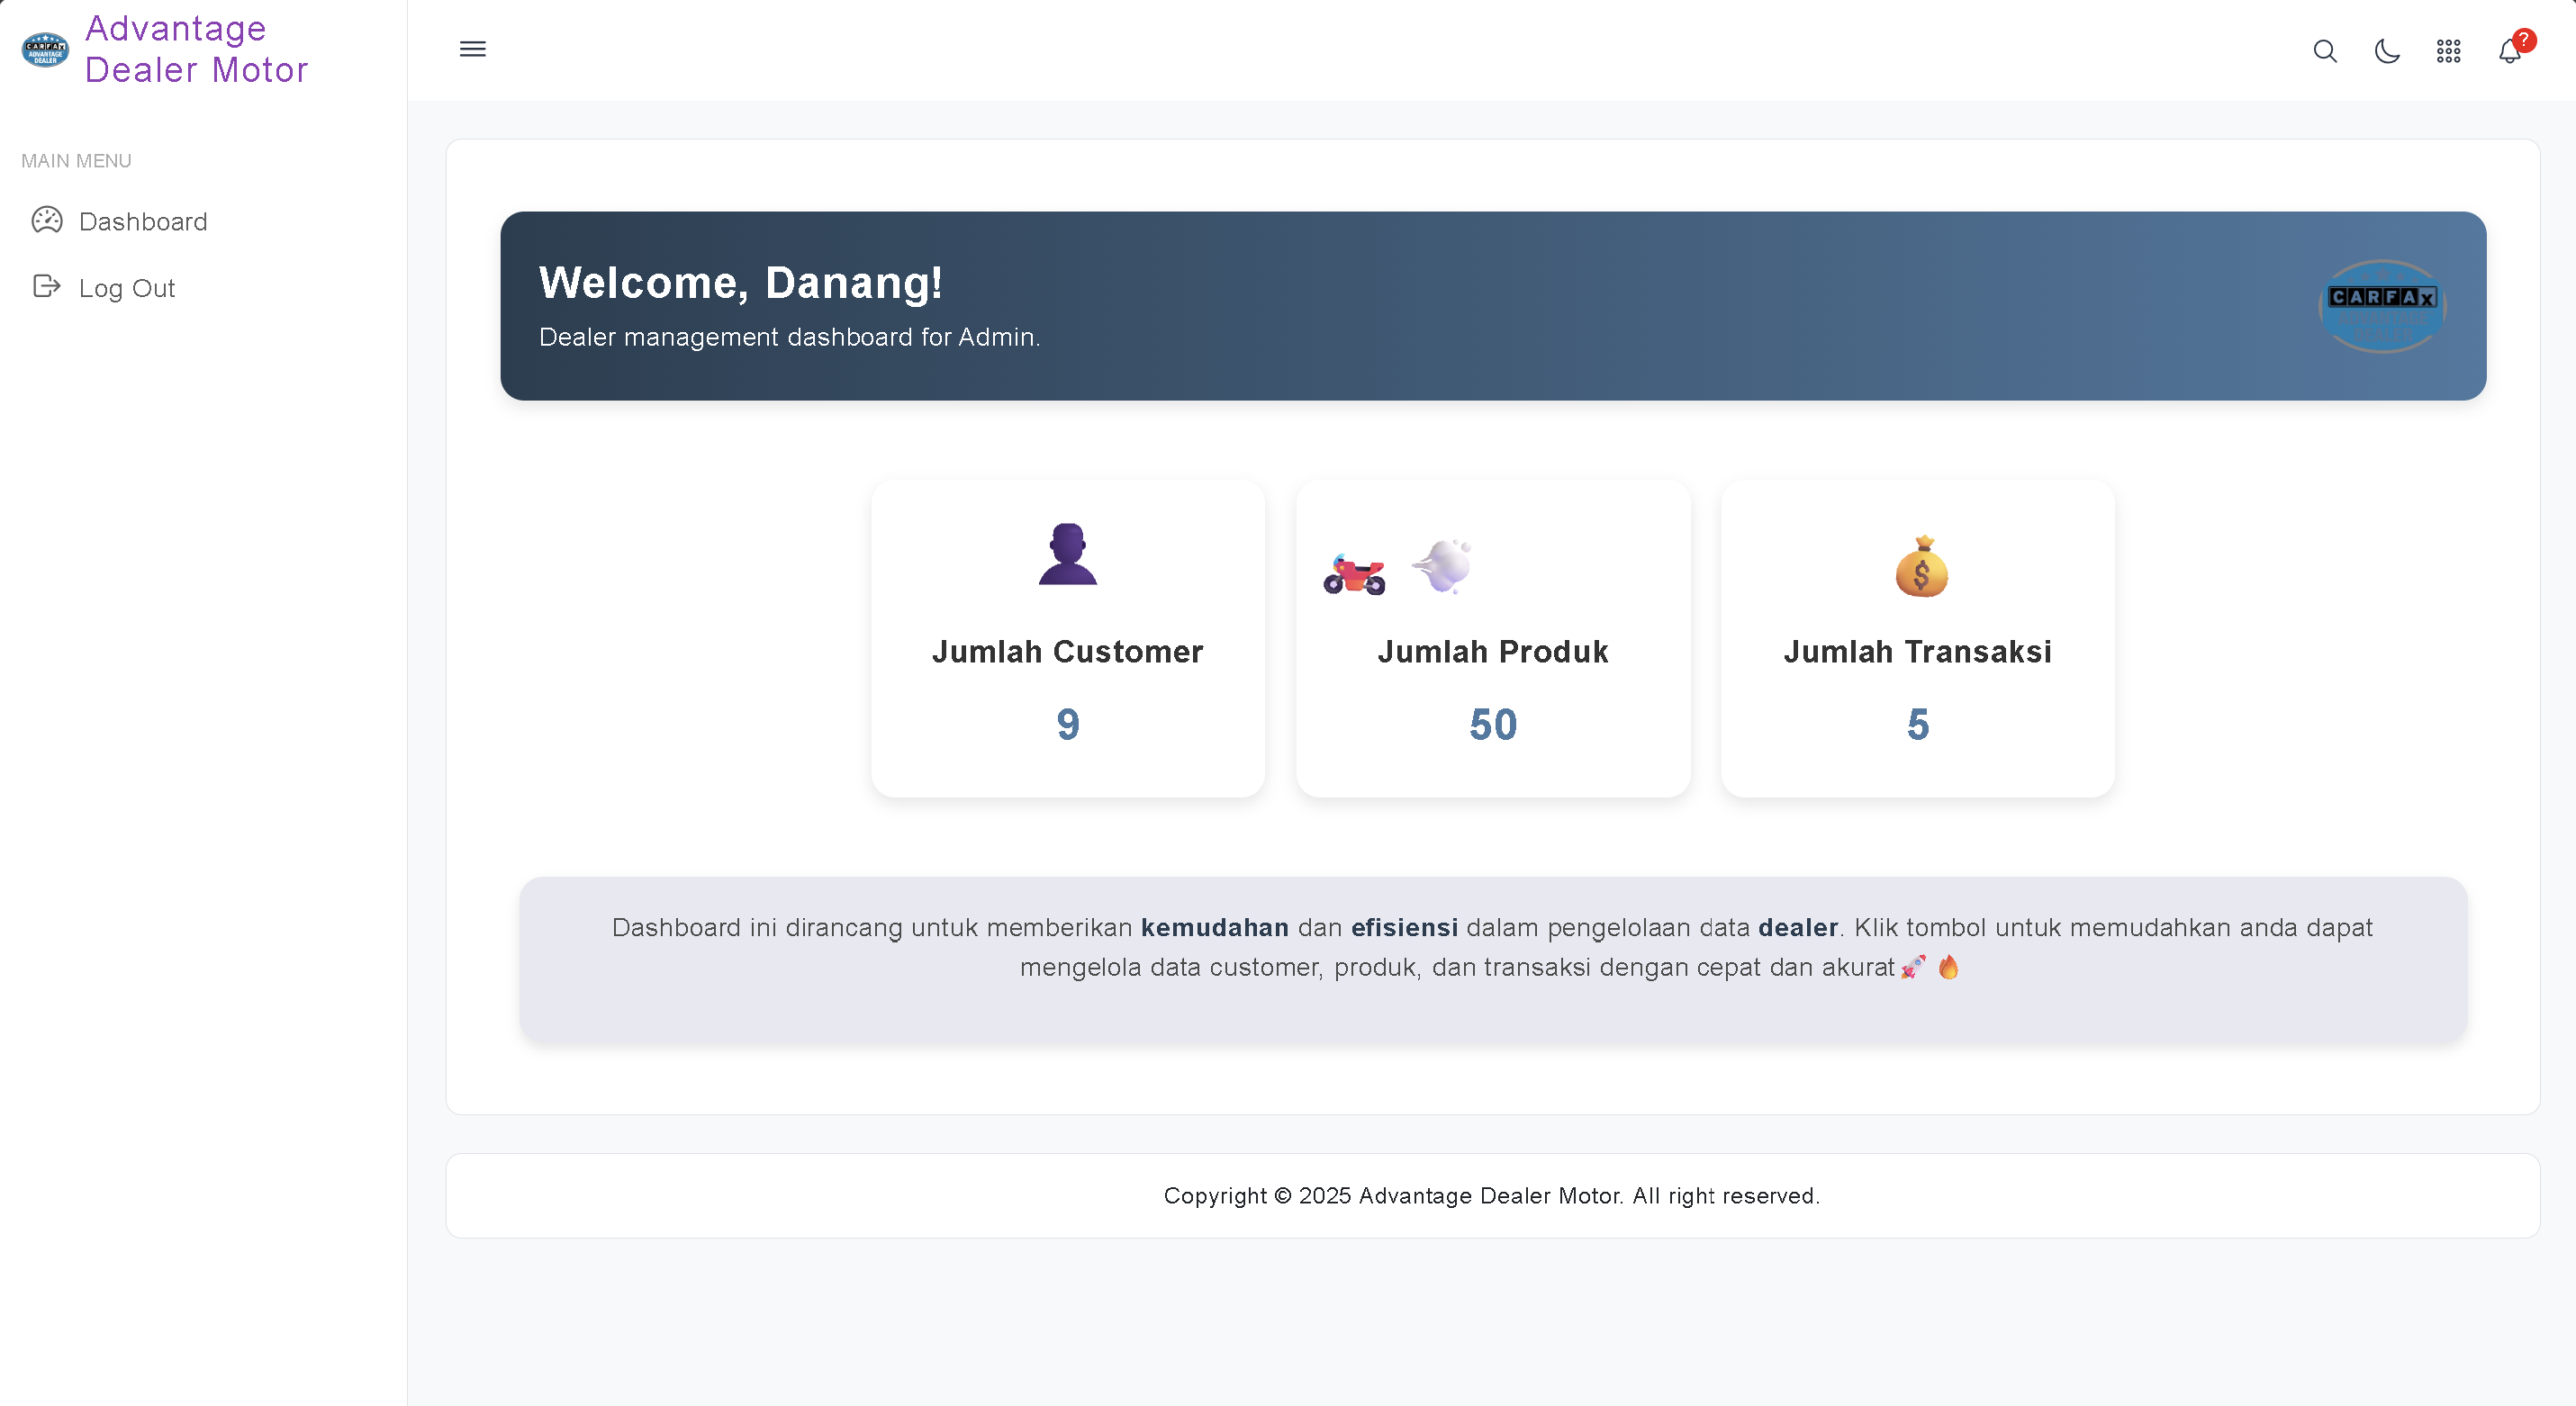 CARFAX
ADVANTAGE
DEALER
Advantage
Dealer Motor
?
MAIN MENU
Dashboard
Log Out
Welcome, Danang!
Dealer management dashboard for Admin.
CARFAX
Jumlah Customer
9
Jumlah Produk
50
$
Jumlah Transaksi
5
Dashboard ini dirancang untuk memberikan kemudahan dan efisiensi dalam pengelolaan data dealer. Klik tombol untuk memudahkan anda dapat
mengelola data customer, produk, dan transaksi dengan cepat dan akurat🚀 🔥
Copyright © 2025 Advantage Dealer Motor. All right reserved.